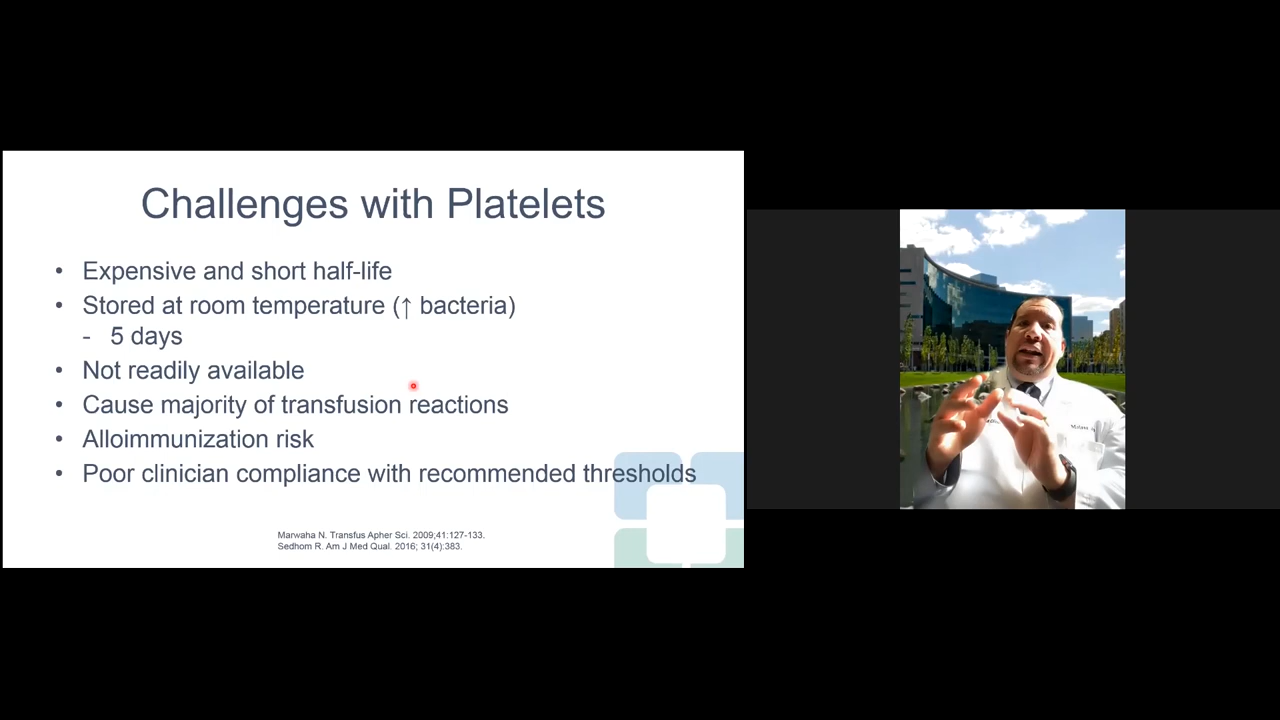 Challenges with Platelets
• Expensive and short half-life
• Stored at room temperature (↑ bacteria)
- 5 days
• Not readily available
• Cause majority of transfusion reactions
• Alloimmunization risk
• Poor clinician compliance with recommended thresholds
Marwaha N. Transfus Apher Sci. 2009;41:127-133.
Sedhom R. Am J Med Qual. 2016; 31(4):383.